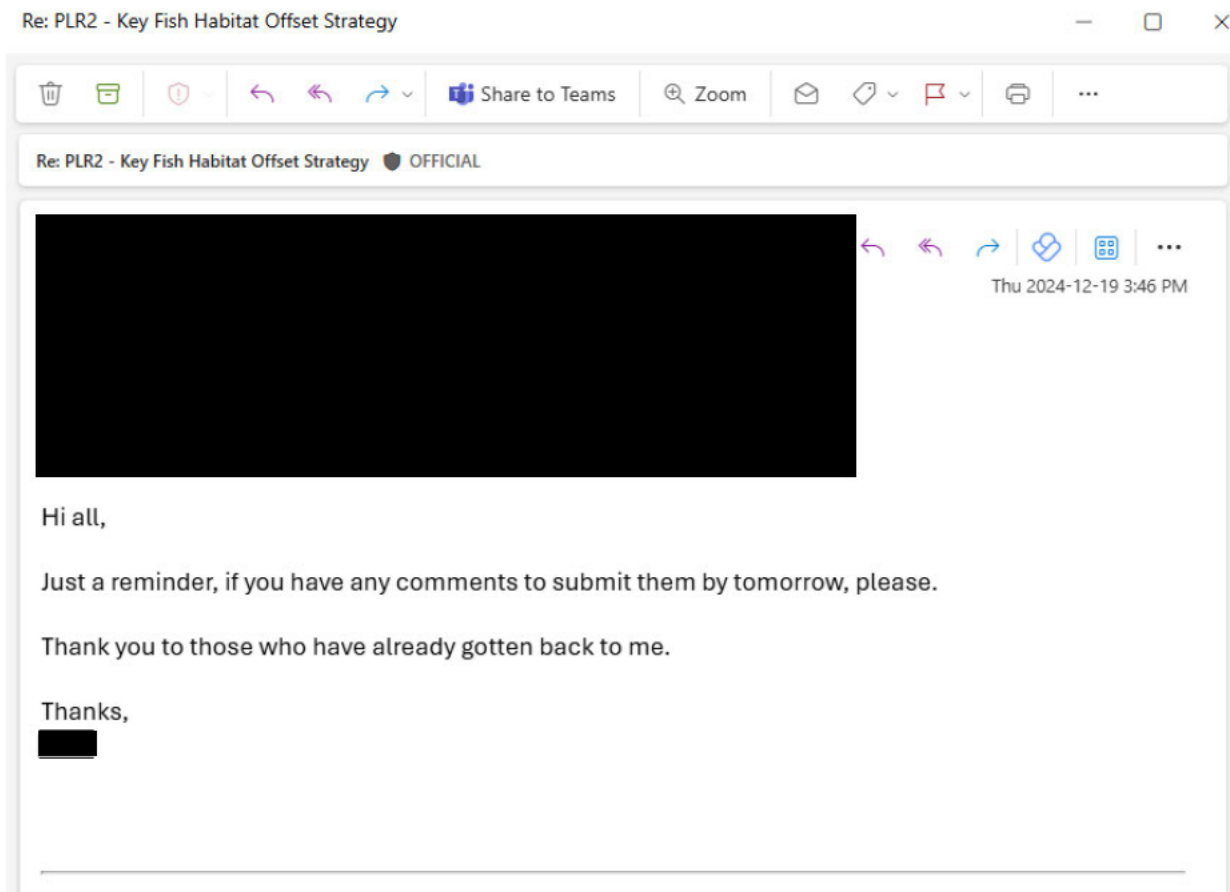 Re: PLR2 - Key Fish Habitat Offset Strategy
Share to Teams
Zoom
Re: PLR2 - Key Fish Habitat Offset Strategy OFFICIAL
Thu 2024-12-19 3:46 PM
Hi all,
Just a reminder, if you have any comments to submit them by tomorrow, please.
Thank you to those who have already gotten back to me.
Thanks,